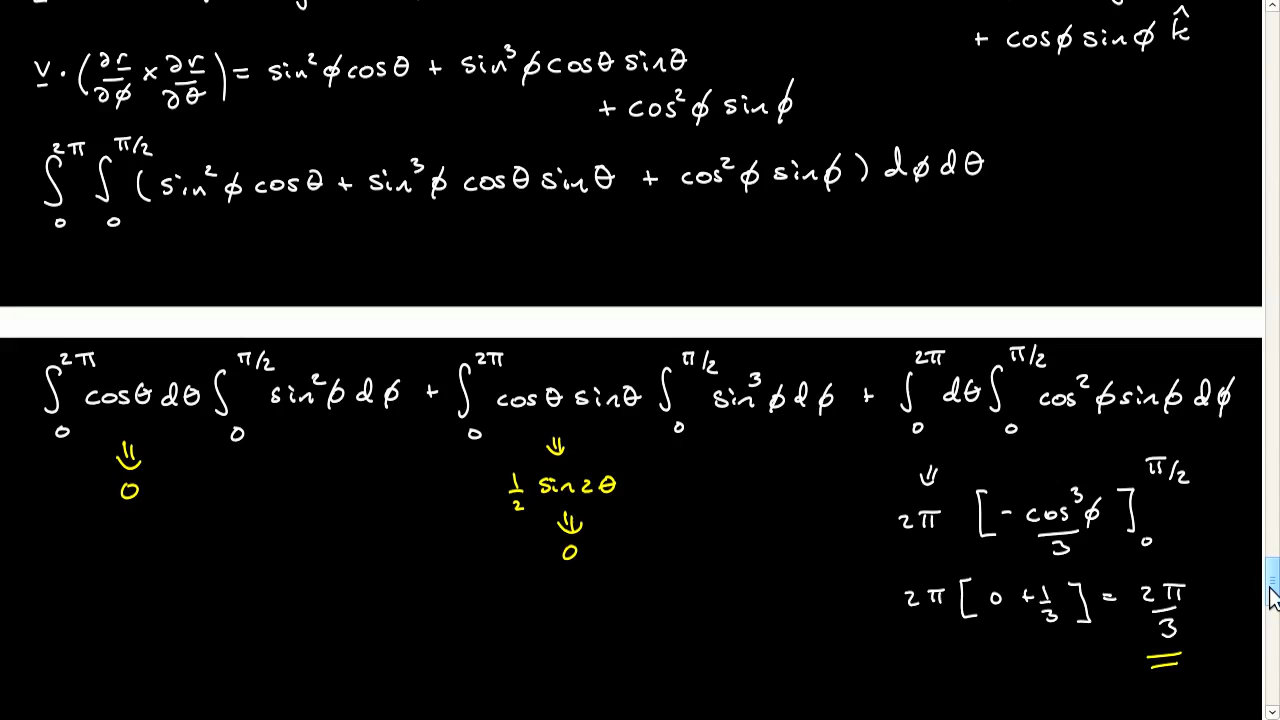 + cosϕ sinϕ k̂
v · (∂r/∂ϕ × ∂r/∂θ) = sin²ϕ cosθ + sin³ϕ cosθ sinθ
+ cos²ϕ sinϕ
∫₀^2π ∫₀^π/2 (sin²ϕ cosθ + sin³ϕ cosθ sinθ + cos²ϕ sinϕ) dϕ dθ
∫₀^2π cosθ dθ ∫₀^π/2 sin²ϕ dϕ + ∫₀^2π cosθ sinθ ∫₀^π/2 sin³ϕ dϕ + ∫₀^2π dθ ∫₀^π/2 cos²ϕ sinϕ dϕ
⇓ ⇓ ⇓
0 1/2 sin2θ 2π [-cos³ϕ/3]₀^π/2
⇓
0
2π [0 + 1/3] = 2π/3